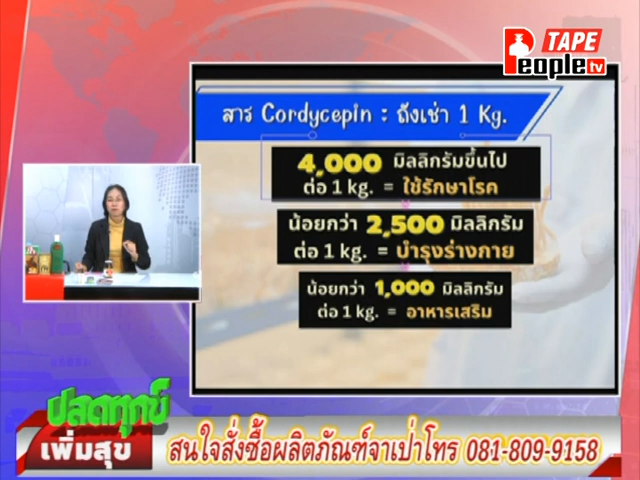 TAPE
People tv
สาร Cordycepin : ถังเช่า 1 Kg.
4,000 มิลลิกรัมขึ้นไป
ต่อ 1 kg. = ใช้รักษาโรค
น้อยกว่า 2,500 มิลลิกรัม
ต่อ 1 kg. = บำรุงร่างกาย
น้อยกว่า 1,000 มิลลิกรัม
ต่อ 1 kg. = อาหารเสริม
ปลดทุกข์
เพิ่มสุข
สนใจสั่งซื้อผลิตภัณฑ์จาเป่าโทร 081-809-9158